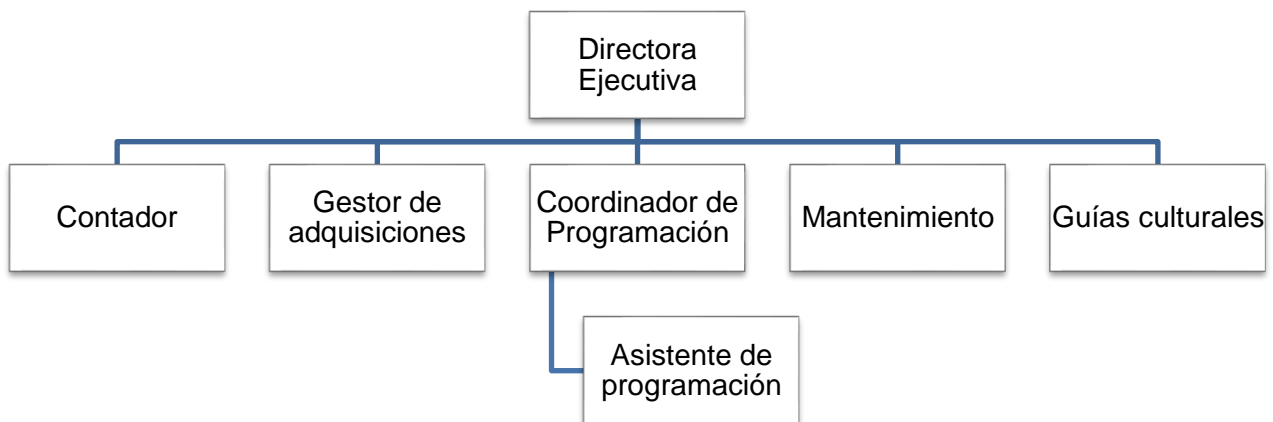 Directora
Ejecutiva
Contador
Gestor de
adquisiciones
Coordinador de
Programación
Mantenimiento
Guías culturales
Asistente de
programación